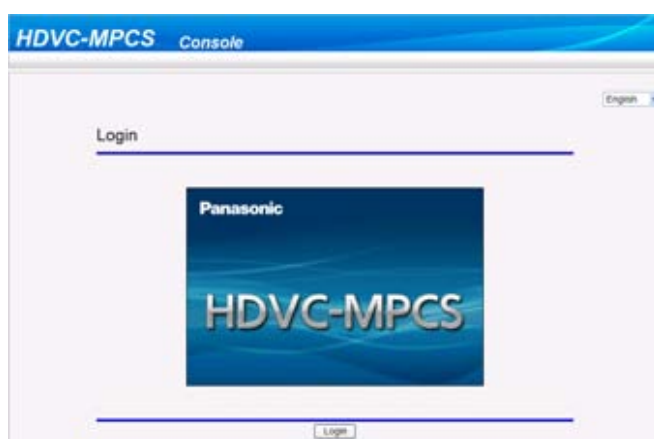 HDVC-MPCS Console
English
Login
Panasonic
HDVC-MPCS
Login